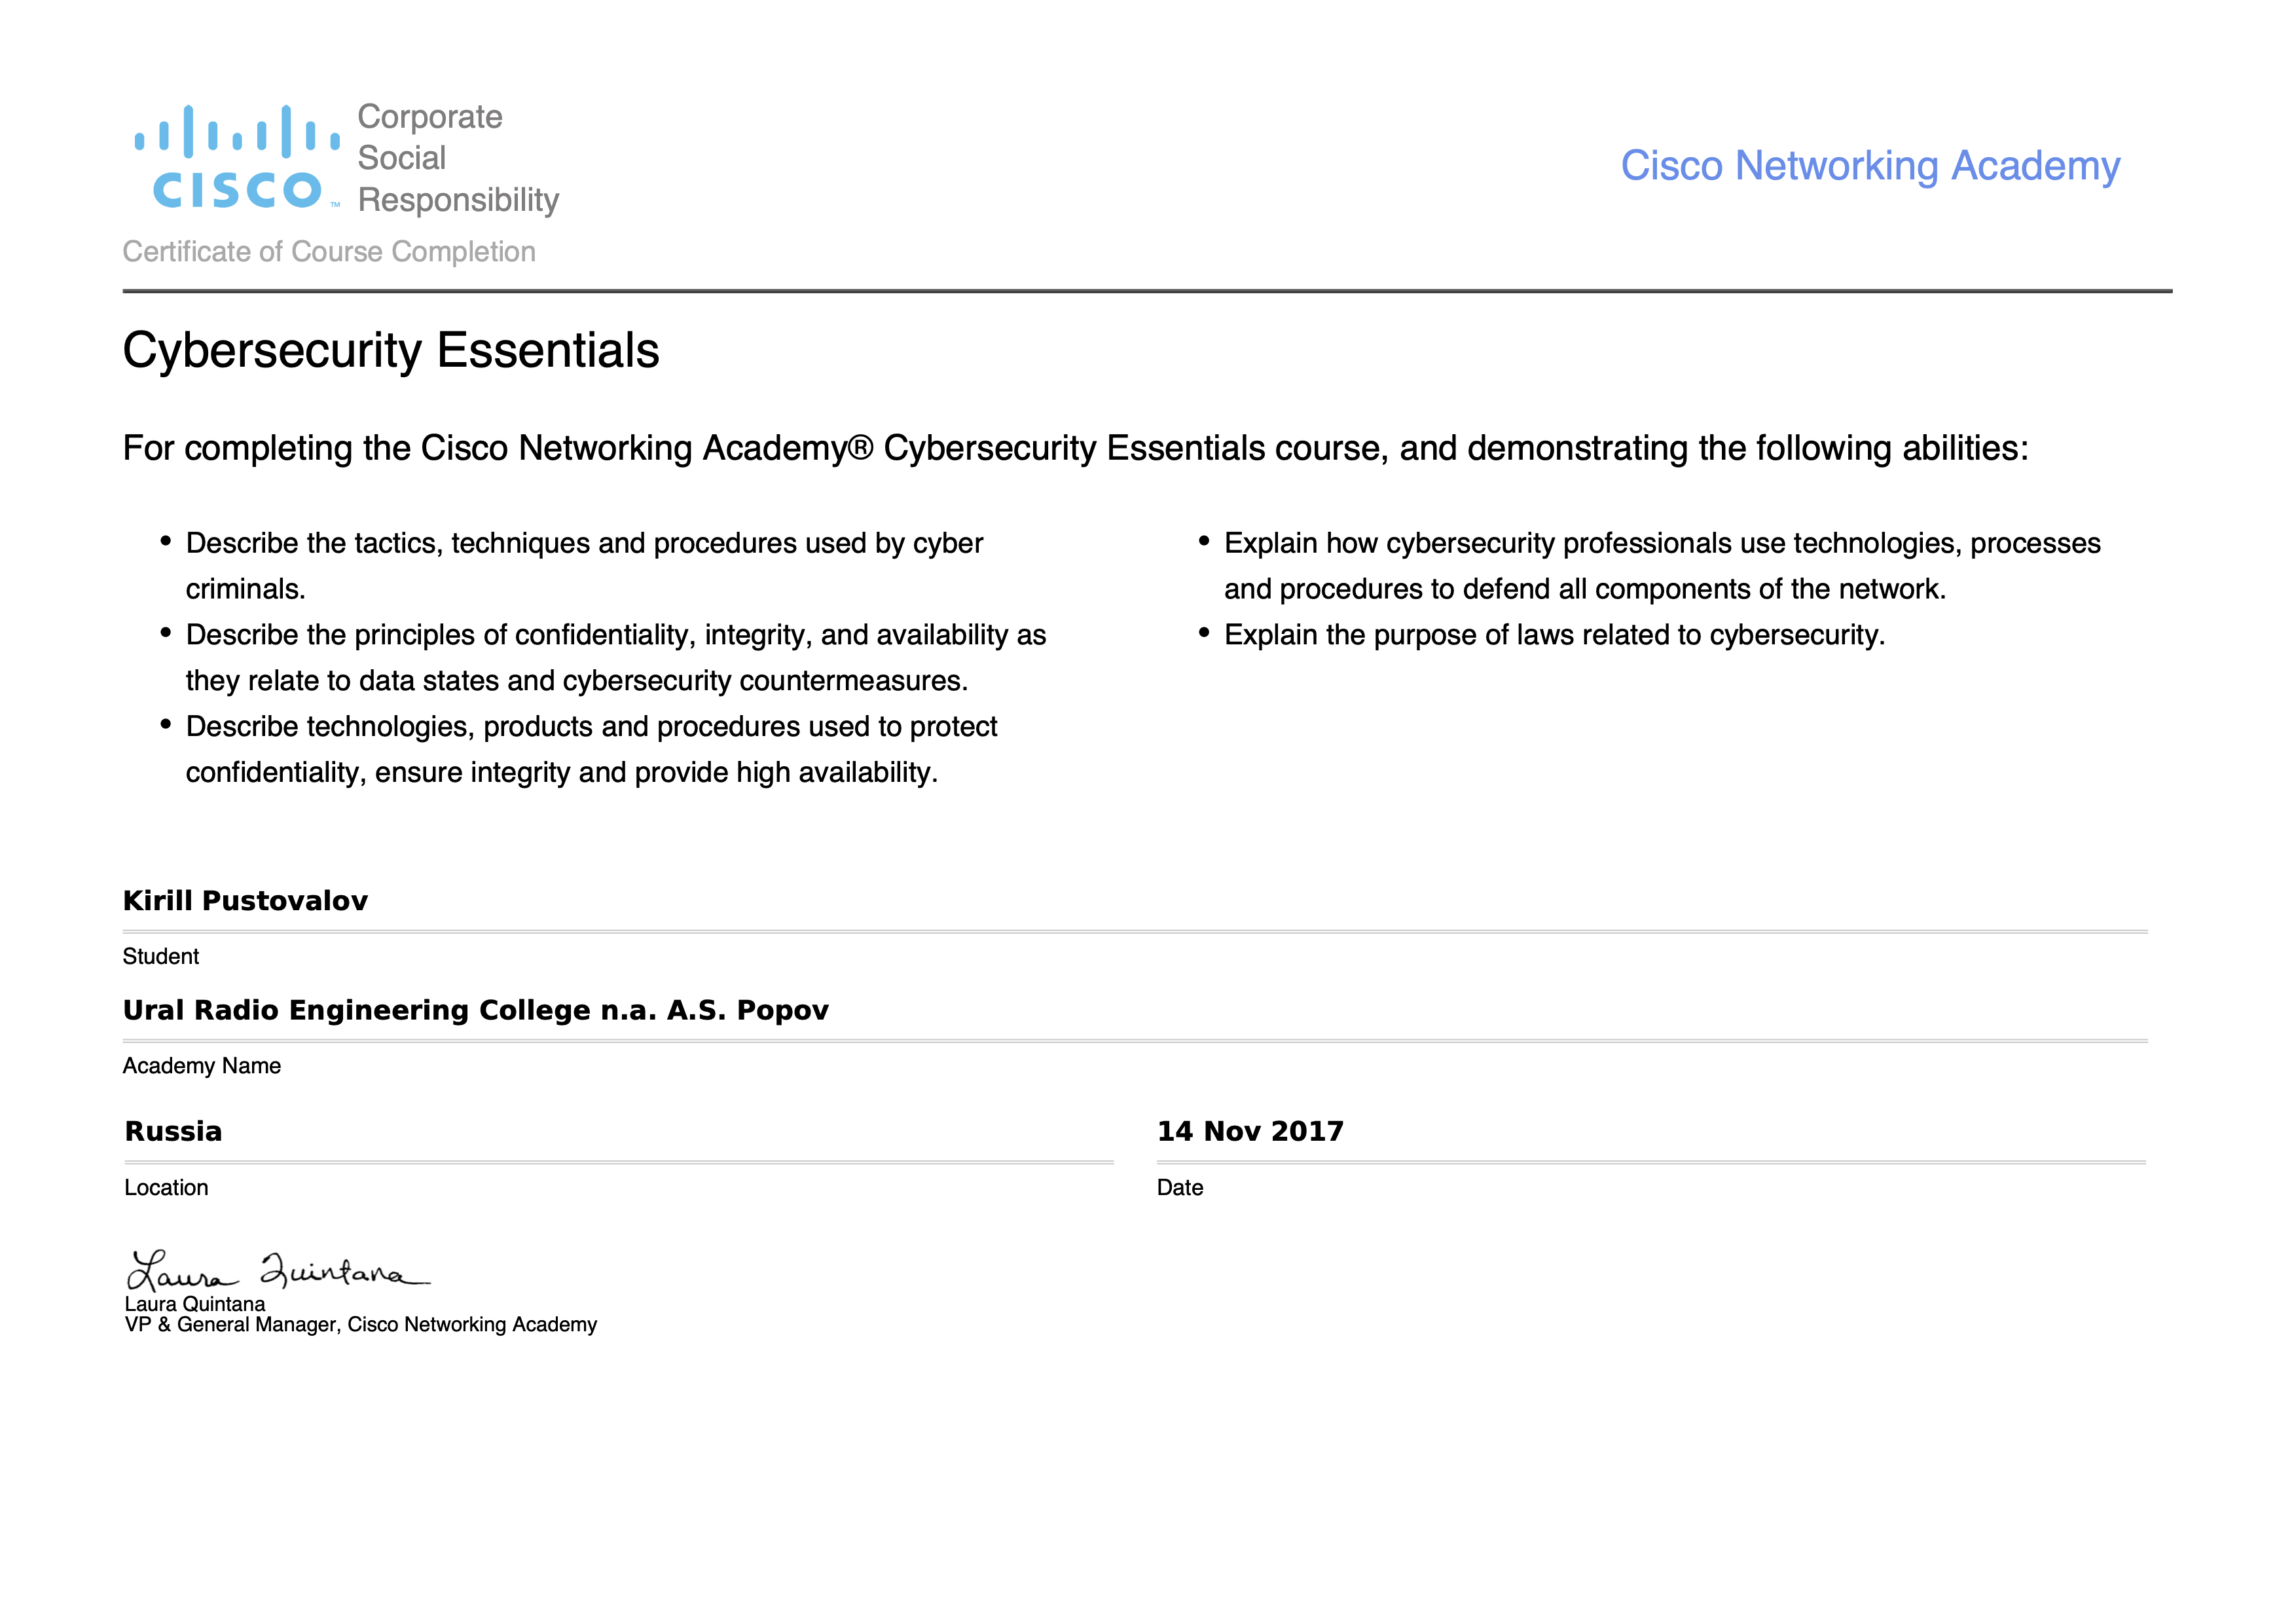 CISCO™
Corporate
Social
Responsibility
Cisco Networking Academy
Certificate of Course Completion
Cybersecurity Essentials
For completing the Cisco Networking Academy® Cybersecurity Essentials course, and demonstrating the following abilities:
• Describe the tactics, techniques and procedures used by cyber
criminals.
• Describe the principles of confidentiality, integrity, and availability as
they relate to data states and cybersecurity countermeasures.
• Describe technologies, products and procedures used to protect
confidentiality, ensure integrity and provide high availability.
• Explain how cybersecurity professionals use technologies, processes
and procedures to defend all components of the network.
• Explain the purpose of laws related to cybersecurity.
Kirill Pustovalov
Student
Ural Radio Engineering College n.a. A.S. Popov
Academy Name
Russia
Location
14 Nov 2017
Date
Laura Quintana
Laura Quintana
VP & General Manager, Cisco Networking Academy